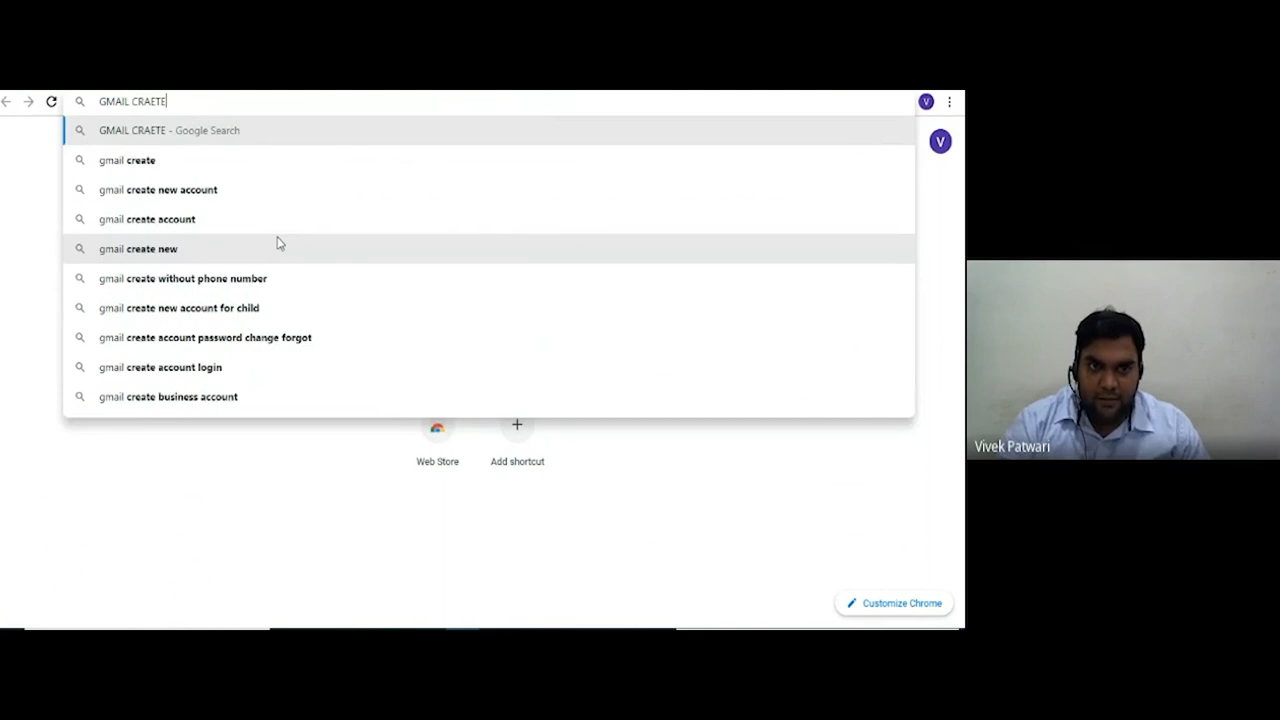 GMAIL CRAETE
V
GMAIL CRAETE - Google Search
V
gmail create
gmail create new account
gmail create account
gmail create new
gmail create without phone number
gmail create new account for child
gmail create account password change forgot
gmail create account login
gmail create business account
Web Store
Add shortcut
Vivek Patwari
Customize Chrome